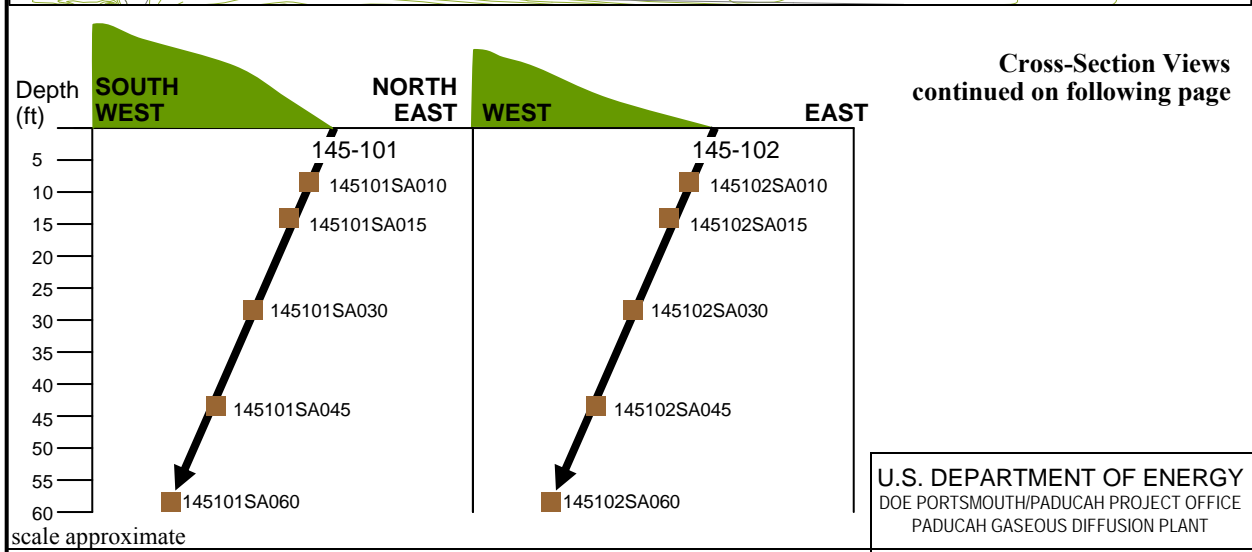 Cross-Section Views
continued on following page
Depth
(ft)
SOUTH
WEST
NORTH
EAST
WEST
EAST
5
10
15
20
25
30
35
40
45
50
55
60
145-101
145101SA010
145101SA015
145101SA030
145101SA045
145101SA060
145-102
145102SA010
145102SA015
145102SA030
145102SA045
145102SA060
scale approximate
U.S. DEPARTMENT OF ENERGY
DOE PORTSMOUTH/PADUCAH PROJECT OFFICE
PADUCAH GASEOUS DIFFUSION PLANT